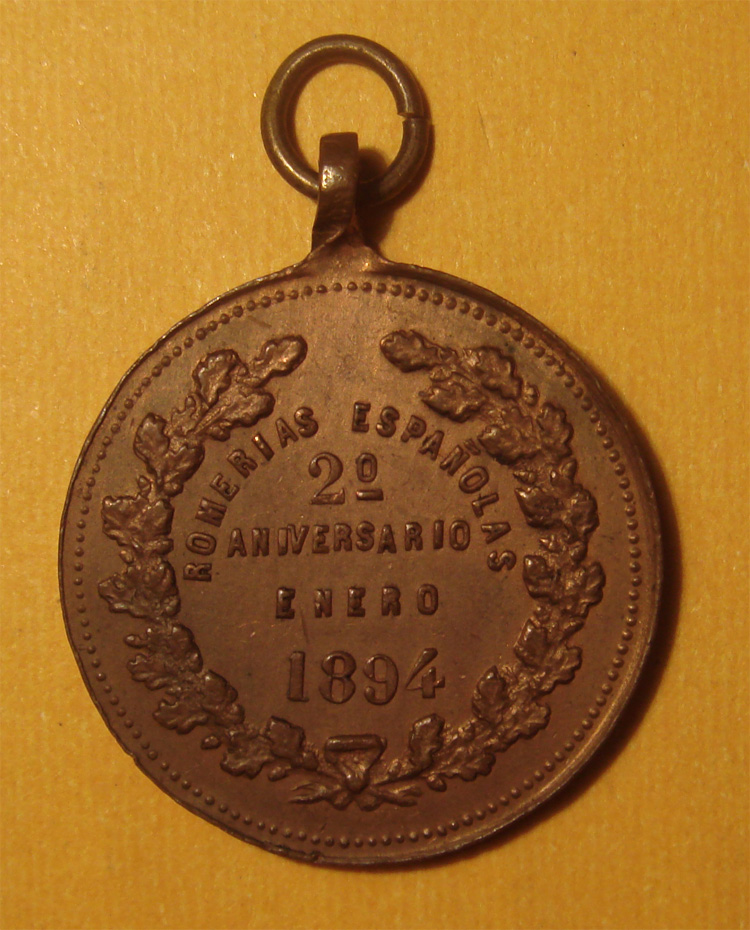 ROMERIAS ESPAÑOLAS
2º
ANIVERSARIO
ENERO
1894